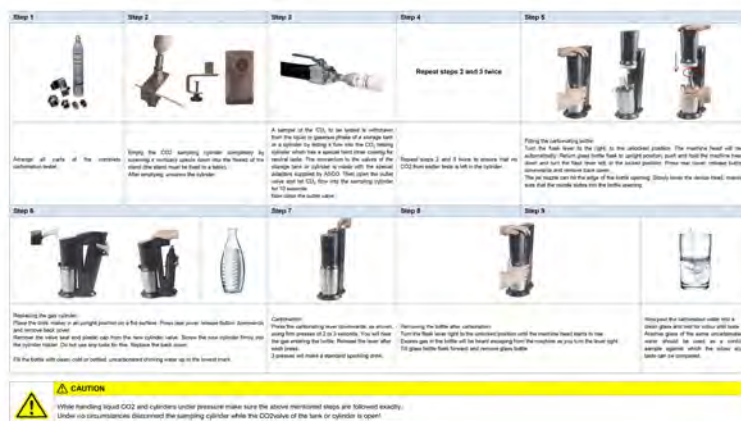 Step 1
Step 2
Step 3
Step 4
Step 5
Repeat steps 2 and 3 twice
Arrange all parts of the complete
carbonation tester.
Empty the CO2 sampling cylinder completely by
screwing it vertically upside down into the thread of the
stand (the stand must be fixed to a table).
After emptying, unscrew the cylinder.
A sample of the CO2 to be tested is withdrawn
from the liquid or gaseous phase of a storage tank
or a cylinder by letting it flow into the CO2 testing
cylinder which has a special hard inner coating for
neutral taste. The connection to the valves of the
storage tank or cylinder is made with the special
adapters supplied by ASCO. Then open the outlet
valve and let CO2 flow into the sampling cylinder
for 10 seconds.
Now close the outlet valve.
Repeat steps 2 and 3 twice to ensure that no
CO2 from earlier tests is left in the cylinder.
Fitting the carbonating bottle:
Turn the flask lever to the right, to the unlocked position. The machine head will rise
automatically. Return glass bottle flask to upright position, push and hold the machine head
down and turn the flask lever left, to the locked position. Press rear cover release button
downwards and remove back cover.
The jet nozzle can hit the edge of the bottle opening. Slowly lower the device head, making
sure that the nozzle slides into the bottle opening.
Step 6
Step 7
Step 8
Step 9
Replacing the gas cylinder:
Place the drink maker in an upright position on a flat surface. Press rear cover release button downwards
and remove back cover.
Remove the valve seal and plastic cap from the new cylinder valve. Screw the new cylinder firmly into
the cylinder holder. Do not use any tools for this. Replace the back cover.
Fill the bottle with clean, cold or bottled, uncarbonated drinking water up to the lowest mark.
Carbonation:
Press the carbonating lever downwards, as shown,
using firm presses of 2 to 3 seconds. You will hear
the gas entering the bottle. Release the lever after
each press.
3 presses will make a standard sparkling drink.
Removing the bottle after carbonation:
Turn the flask lever right to the unlocked position until the machine head starts to rise.
Excess gas in the bottle will be heard escaping from the machine as you turn the lever right.
Tilt glass bottle flask forward and remove glass bottle.
carbonated water into a
clean glass and test for odour and taste.
Another glass of the same uncarbonated
water should be used as a control
sample against which the odour and
taste can be compared.
CAUTION
While handling liquid CO2 and cylinders under pressure make sure the above mentioned steps are followed exactly.
Under no circumstances disconnect the sampling cylinder while the CO2valve of the tank or cylinder is open!